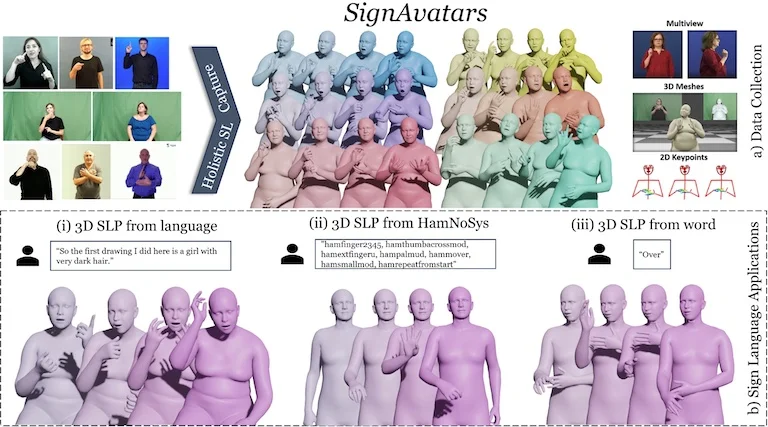 SignAvatars
Holistic SL Capture
Multiview
3D Meshes
2D Keypoints
a) Data Collection
(i) 3D SLP from language
"So the first drawing I did here is a girl with
very dark hair."
(ii) 3D SLP from HamNoSys
"hamfinger2345, hamthumbacrossmod,
hamextfingeru, hampalmud, hammover,
hamsmallmod, hamrepeatfromstart"
(iii) 3D SLP from word
"Over"
b) Sign Language Applications